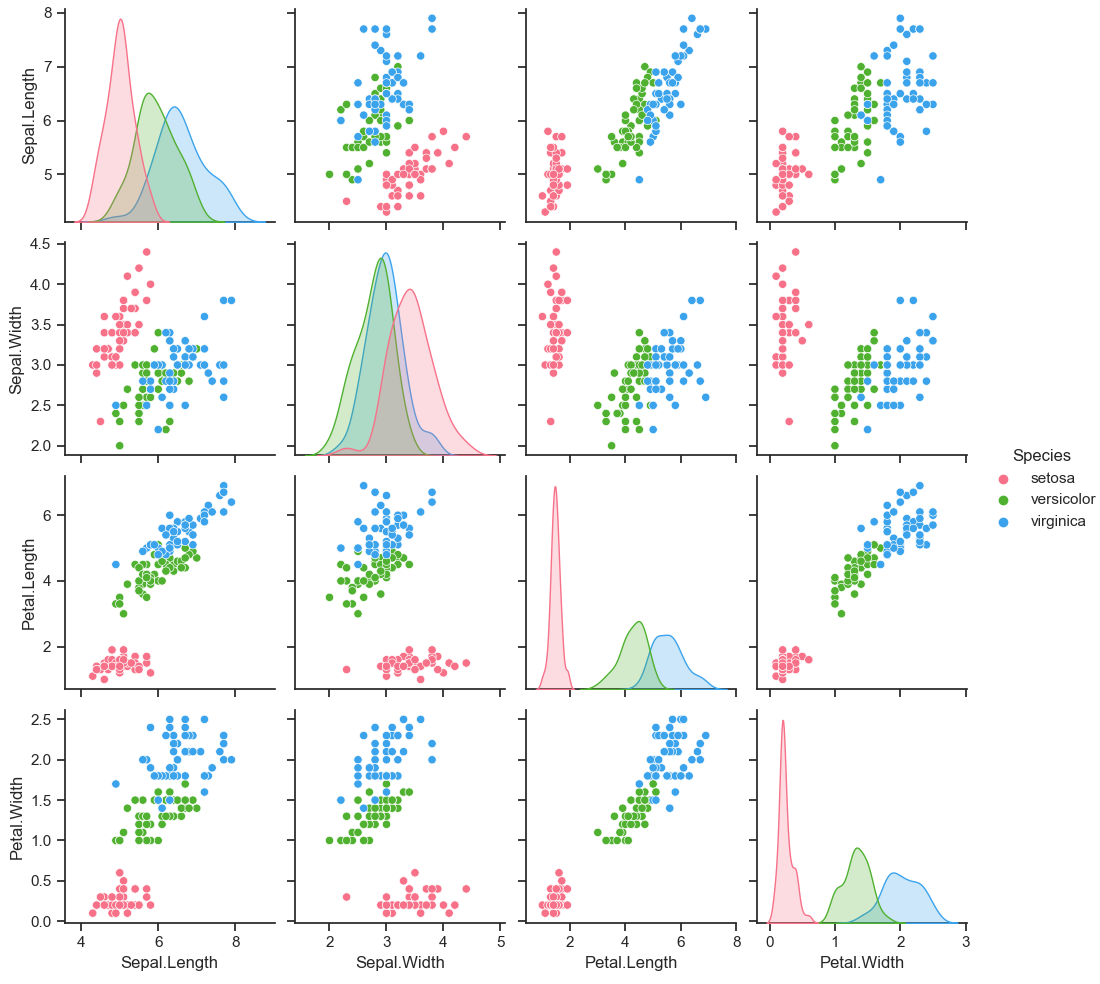 8
7
6
5
Sepal.Length
4.5
4.0
3.5
3.0
2.5
2.0
Sepal.Width
Species
setosa
versicolor
virginica
6
4
2
Petal.Length
2.5
2.0
1.5
1.0
0.5
0.0
Petal.Width
4 6 8 2 3 4 5 2 4 6 8 0 1 2 3
Sepal.Length Sepal.Width Petal.Length Petal.Width